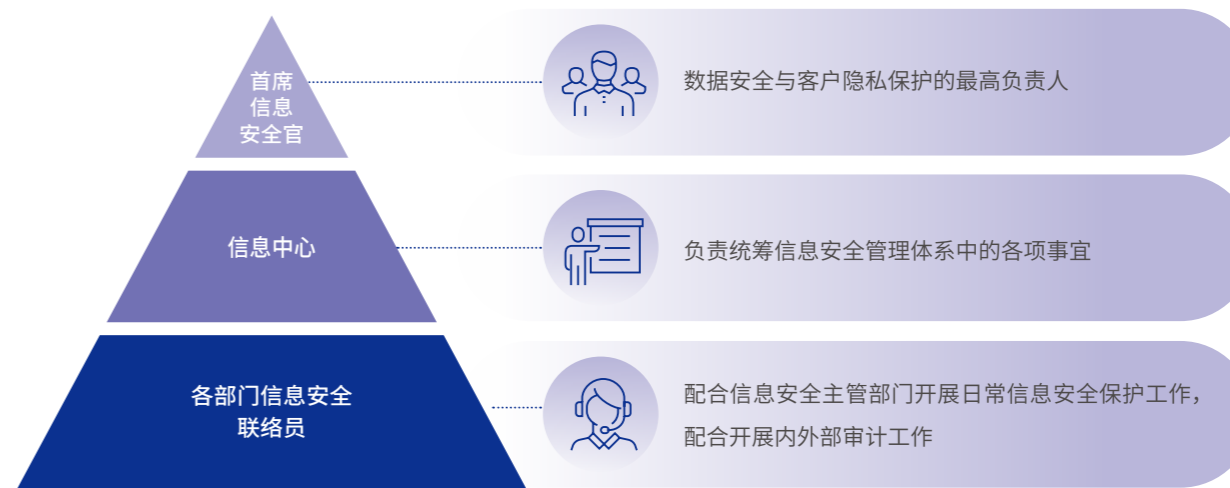 首席
信息
安全官
数据安全与客户隐私保护的最高负责人
信息中心
负责统筹信息安全管理体系中的各项事宜
各部门信息安全
联络员
配合信息安全主管部门开展日常信息安全保护工作，
配合开展内外部审计工作